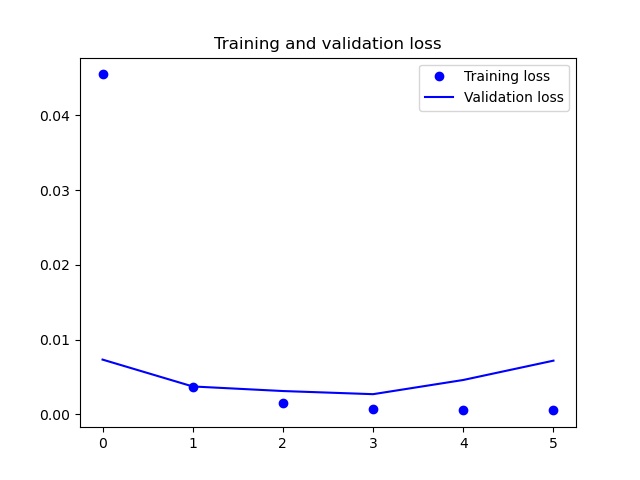 Training and validation loss
Training loss
Validation loss
0.04
0.03
0.02
0.01
0.00
0 1 2 3 4 5